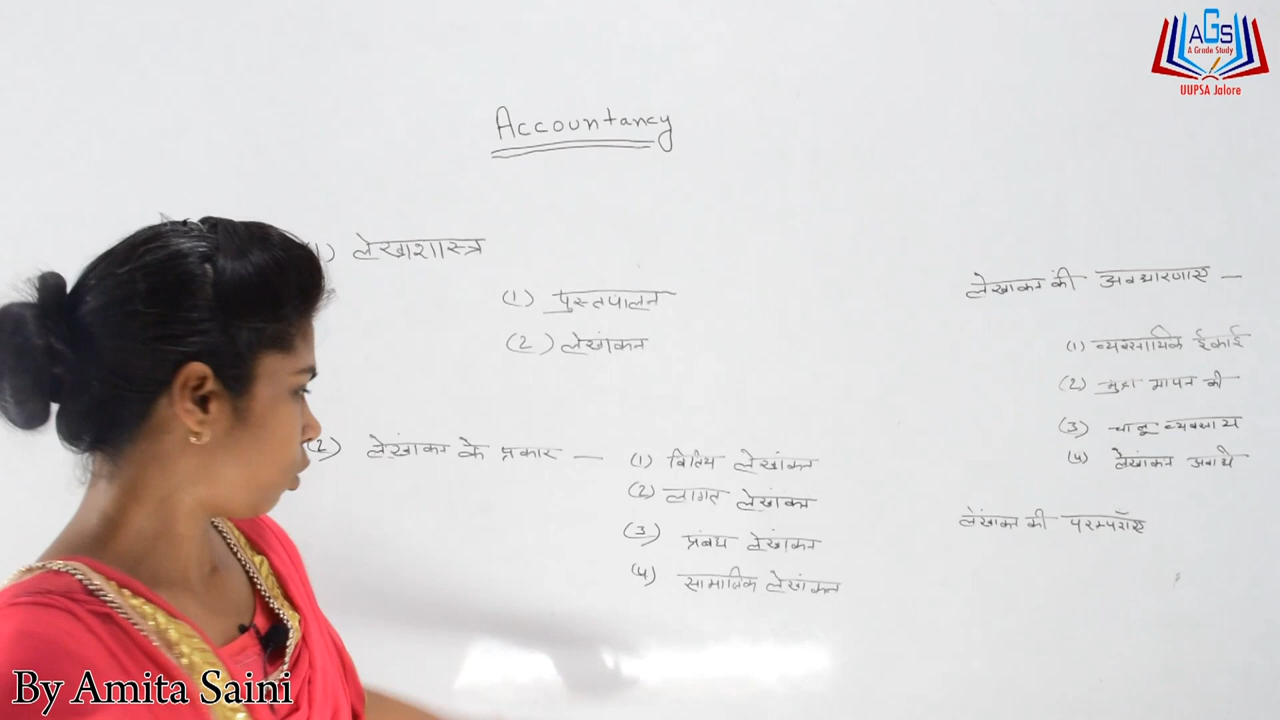 AGS
A Grade Study
UUPSA Jalore
Accountancy
1) लेखाशास्त्र
(1) पुस्तपालन
(2) लेखांकन
(2) लेखांकन के प्रकार —
(1) वित्तिय लेखांकन
(2) लागत लेखांकन
(3) प्रंबध लेखांकन
(4) सामाजिक लेखांकन
लेखाकन की अवधारणाए —
(1) व्यवसायिक ईकाई
(2) मुद्रा मापन की
(3) चालू व्यवसाय
(4) लेखांकन अवधि
लेखांकन की परम्पराँए
By Amita Saini